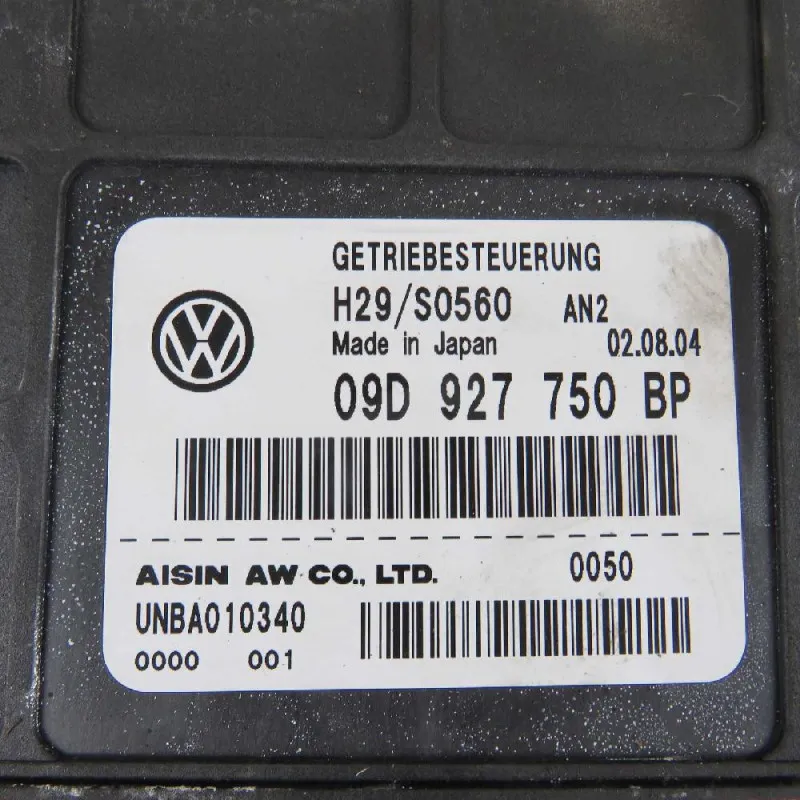 GETRIEBESTEUERUNG
H29/S0560 AN2
Made in Japan 02.08.04
09D 927 750 BP
AISIN AW CO., LTD. 0050
UNBA010340
0000 001